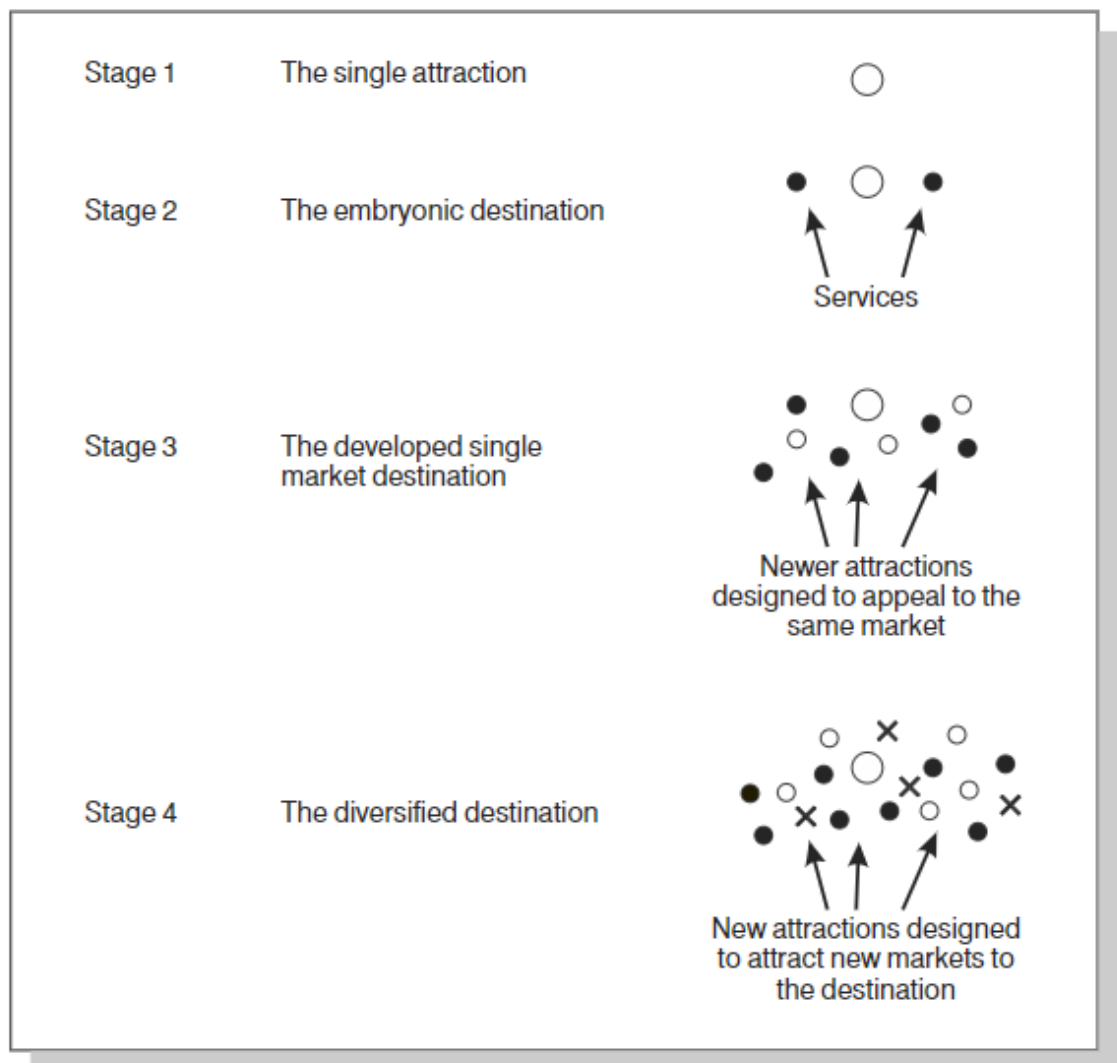 Stage 1 The single attraction
Stage 2 The embryonic destination
Services
Stage 3 The developed single
market destination
Newer attractions
designed to appeal to the
same market
Stage 4 The diversified destination
New attractions designed
to attract new markets to
the destination